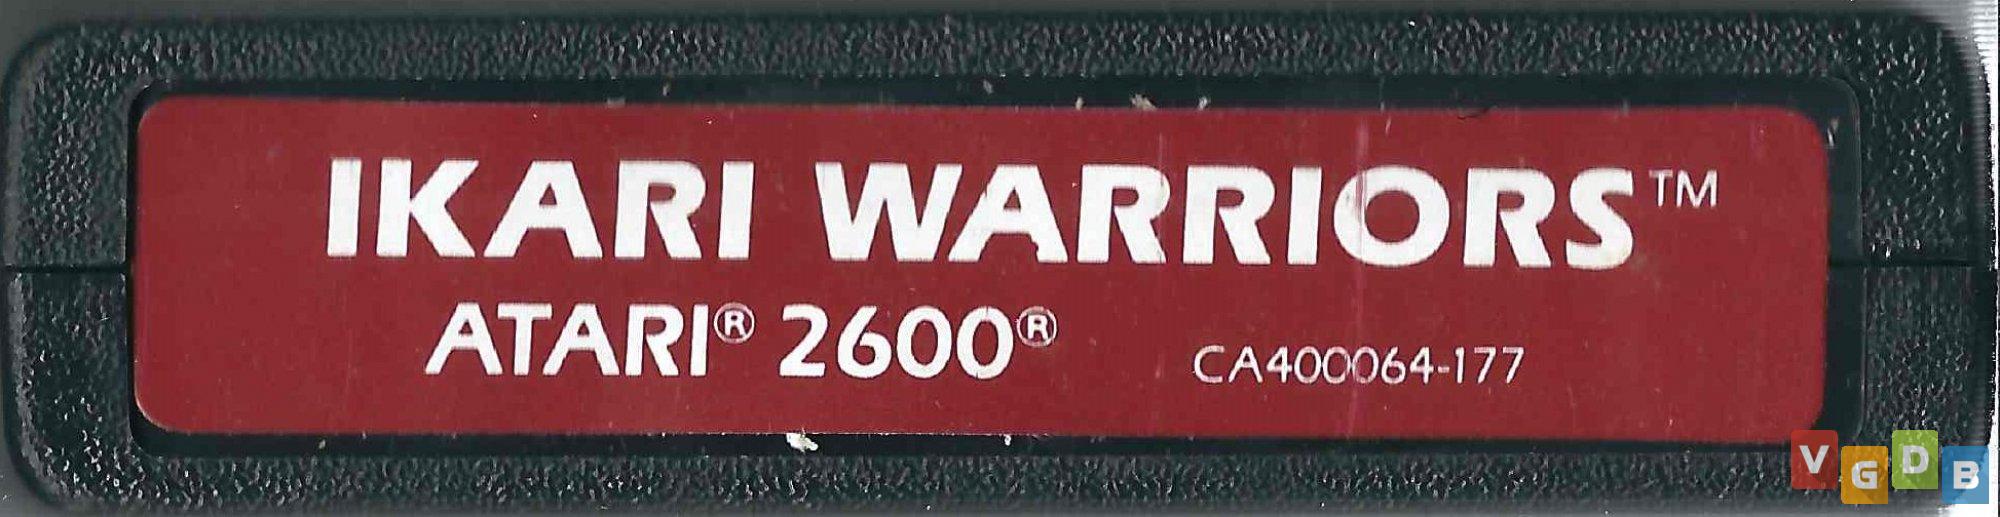 IKARI WARRIORS™
ATARI® 2600®
CA400064-177
VGDB